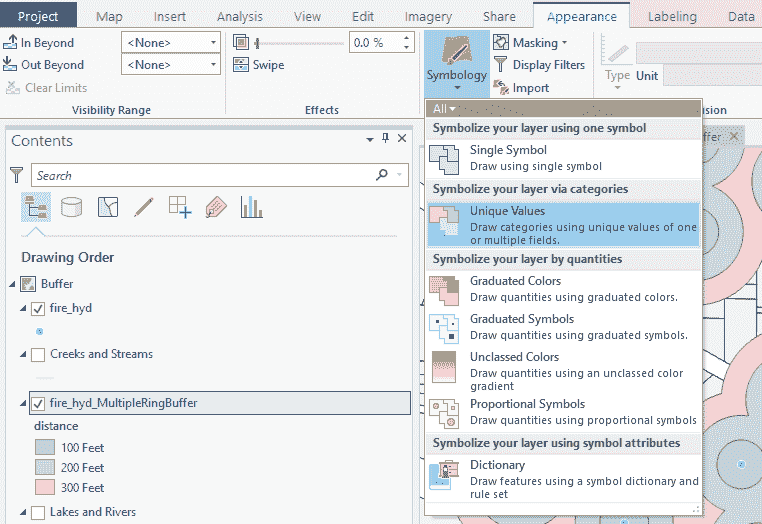 Project Map Insert Analysis View Edit Imagery Share Appearance Labeling Data
In Beyond <None>
Out Beyond <None>
Clear Limits
Visibility Range
0.0 %
Swipe
Effects
Symbology
Masking
Display Filters
Import
Type Unit
All
Symbolize your layer using one symbol
Single Symbol
Draw using single symbol
Symbolize your layer via categories
Unique Values
Draw categories using unique values of one
or multiple fields.
Symbolize your layer by quantities
Graduated Colors
Draw quantities using graduated colors.
Graduated Symbols
Draw quantities using graduated symbols.
Unclassed Colors
Draw quantities using an unclassed color
gradient
Proportional Symbols
Draw quantities using proportional symbols
Symbolize your layer using symbol attributes
Dictionary
Draw features using a symbol dictionary and
rule set
Contents
Search
Drawing Order
Buffer
fire_hyd
Creeks and Streams
fire_hyd_MultipleRingBuffer
distance
100 Feet
200 Feet
300 Feet
Lakes and Rivers